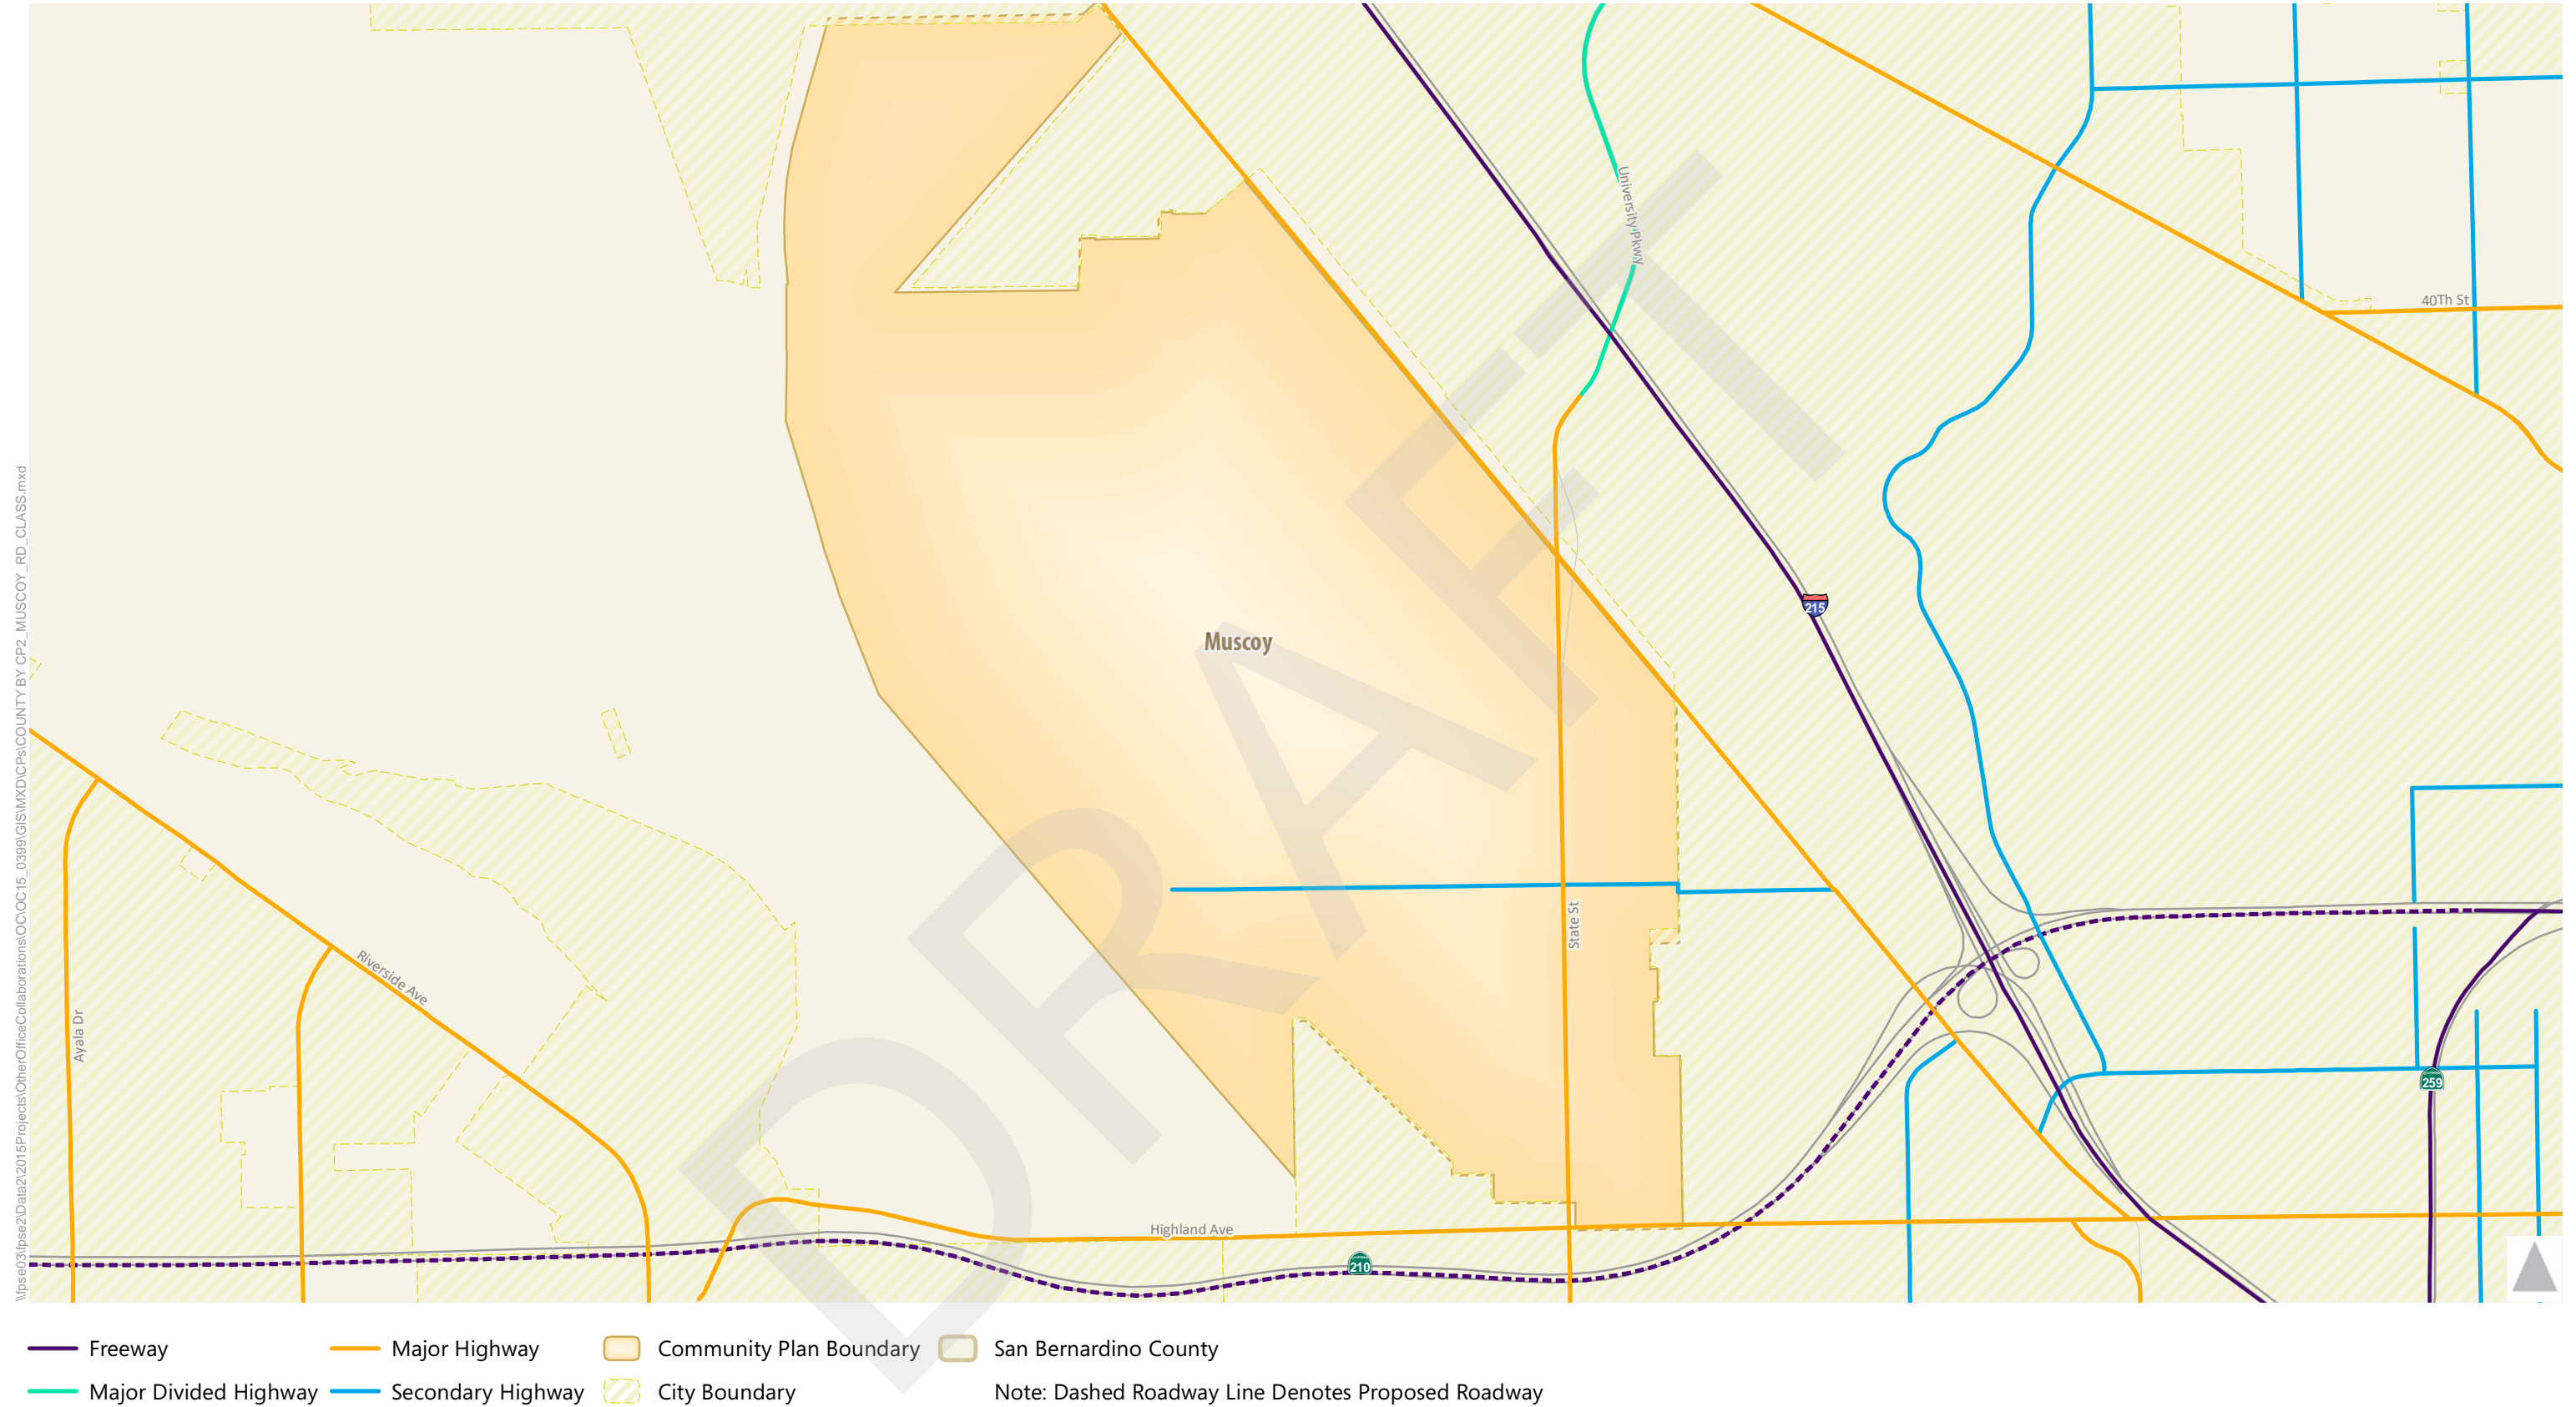 University Pkwy
40Th St
215
Muscoy
\\fpse03\fpse2\Data2\2015Projects\OtherOfficeCollaborations\OC\OC15_0399\GIS\MXD\CPs\COUNTY BY CP2_MUSCOY_RD_CLASS.mxd
State St
Riverside Ave
Ayala Dr
259
Highland Ave
210
DRAFT
Freeway
Major Highway
Community Plan Boundary
San Bernardino County
Major Divided Highway
Secondary Highway
City Boundary
Note: Dashed Roadway Line Denotes Proposed Roadway